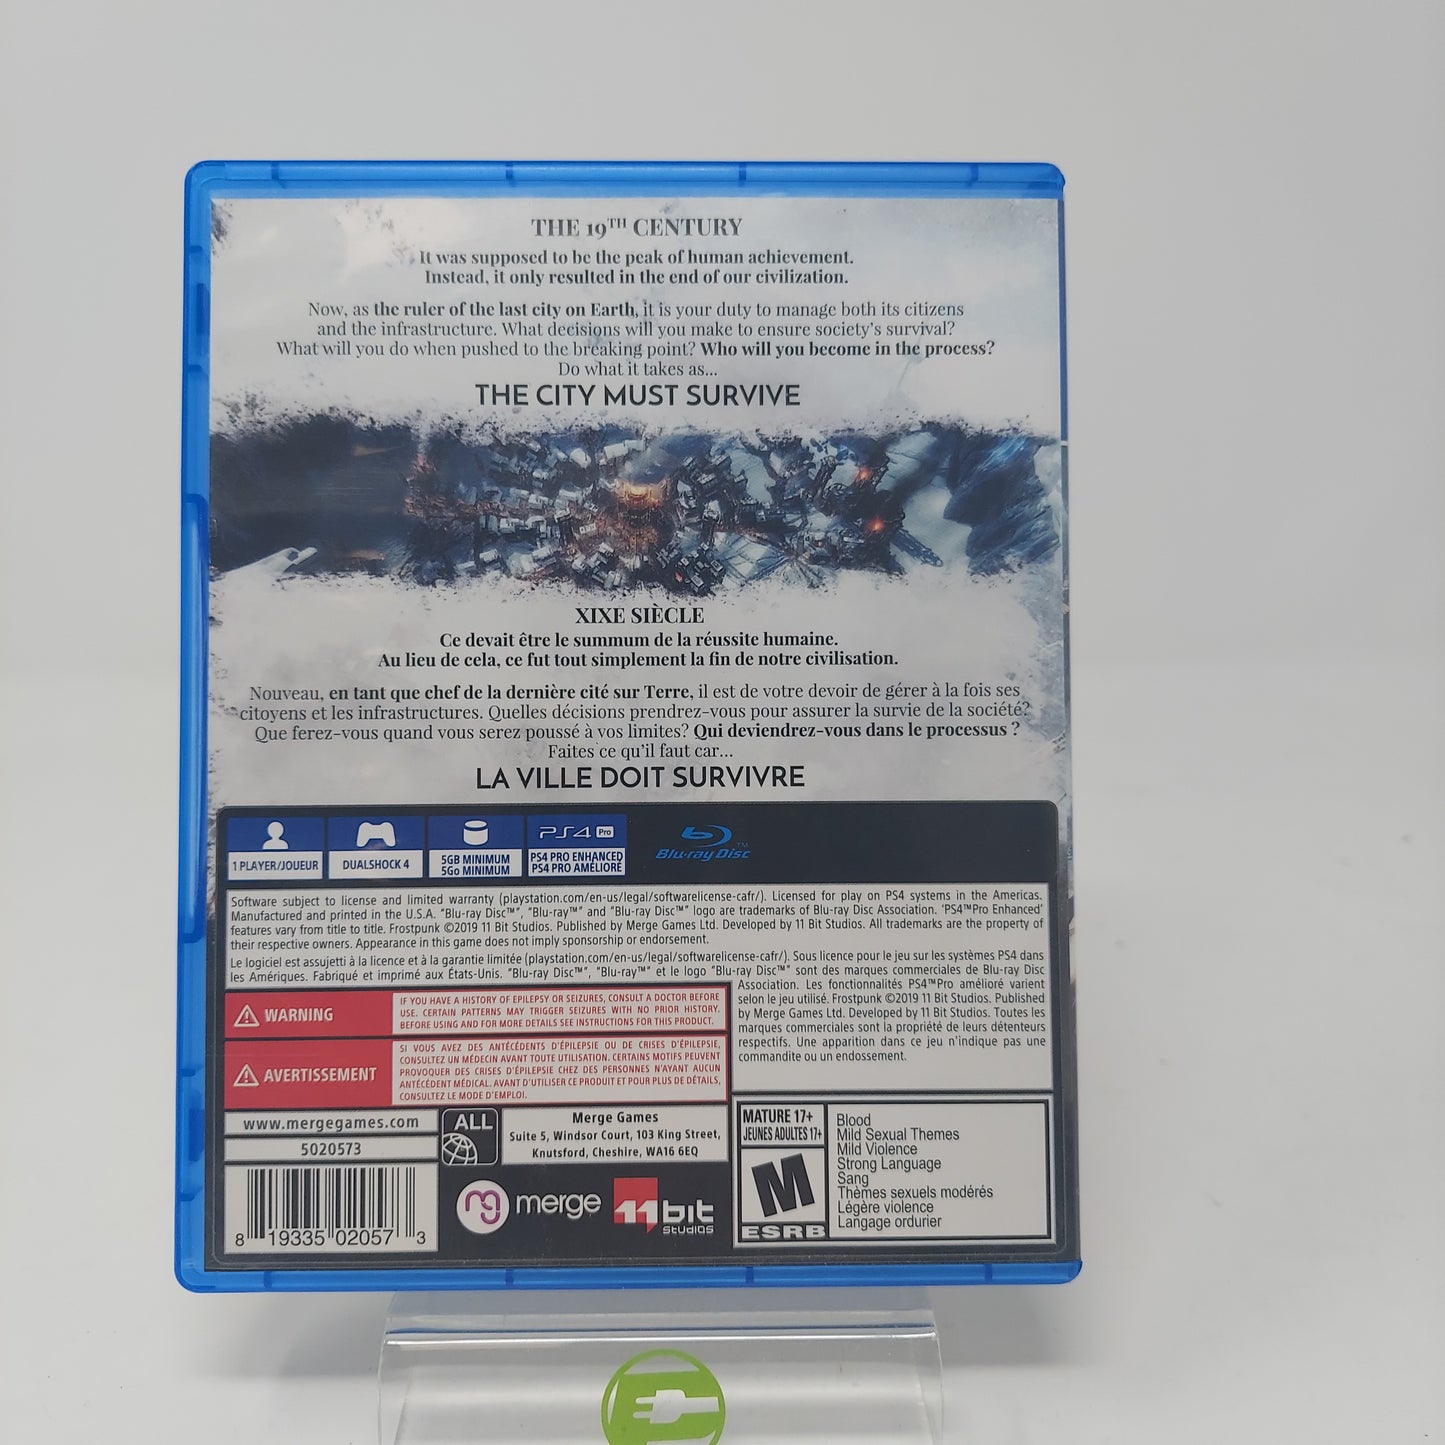 THE 19TH CENTURY
It was supposed to be the peak of human achievement.
Instead, it only resulted in the end of our civilization.
Now, as the ruler of the last city on Earth, it is your duty to manage both its citizens
and the infrastructure. What decisions will you make to ensure society's survival?
What will you do when pushed to the breaking point? Who will you become in the process?
Do what it takes as...
THE CITY MUST SURVIVE
XIXE SIÈCLE
Ce devait être le summum de la réussite humaine.
Au lieu de cela, ce fut tout simplement la fin de notre civilisation.
Nouveau, en tant que chef de la dernière cité sur Terre, il est de votre devoir de gérer à la fois ses
citoyens et les infrastructures. Quelles décisions prendrez-vous pour assurer la survie de la société?
Que ferez-vous quand vous serez poussé à vos limites? Qui deviendrez-vous dans le processus ?
Faites ce qu'il faut car...
LA VILLE DOIT SURVIVRE
1 PLAYER/JOUEUR
DUALSHOCK 4
5GB MINIMUM
5Go MINIMUM
PS4 Pro
PS4 PRO ENHANCED
PS4 PRO AMÉLIORÉ
Blu-ray Disc™
Software subject to license and limited warranty (playstation.com/en-us/legal/softwarelicense-cafr/). Licensed for play on PS4 systems in the Americas.
Manufactured and printed in the U.S.A. "Blu-ray Disc™", "Blu-ray™" and "Blu-ray Disc™" logo are trademarks of Blu-ray Disc Association. 'PS4™Pro Enhanced'
features vary from title to title. Frostpunk ©2019 11 Bit Studios. Published by Merge Games Ltd. Developed by 11 Bit Studios. All trademarks are the property of
their respective owners. Appearance in this game does not imply sponsorship or endorsement.
Le logiciel est assujetti à la licence et à la garantie limitée (playstation.com/en-us/legal/softwarelicense-cafr/). Sous licence pour le jeu sur les systèmes PS4 dans
les Amériques. Fabriqué et imprimé aux États-Unis. "Blu-ray Disc™", "Blu-ray™" et le logo "Blu-ray Disc™" sont des marques commerciales de Blu-ray Disc
Association. Les fonctionnalités PS4™Pro amélioré varient
selon le jeu utilisé. Frostpunk ©2019 11 Bit Studios. Published
by Merge Games Ltd. Developed by 11 Bit Studios. Toutes les
marques commerciales sont la propriété de leurs détenteurs
respectifs. Une apparition dans ce jeu n'indique pas une
commandite ou un endossement.
WARNING
IF YOU HAVE A HISTORY OF EPILEPSY OR SEIZURES, CONSULT A DOCTOR BEFORE
USE. CERTAIN PATTERNS MAY TRIGGER SEIZURES WITH NO PRIOR HISTORY.
BEFORE USING AND FOR MORE DETAILS SEE INSTRUCTIONS FOR THIS PRODUCT.
AVERTISSEMENT
SI VOUS AVEZ DES ANTÉCÉDENTS D'ÉPILEPSIE OU DE CRISES D'ÉPILEPSIE,
CONSULTEZ UN MÉDECIN AVANT TOUTE UTILISATION. CERTAINS MOTIFS PEUVENT
PROVOQUER DES CRISES D'ÉPILEPSIE CHEZ DES PERSONNES N'AYANT AUCUN
ANTÉCÉDENT MÉDICAL. AVANT D'UTILISER CE PRODUIT ET POUR PLUS DE DÉTAILS,
CONSULTEZ LE MODE D'EMPLOI.
www.mergegames.com
5020573
ALL
Merge Games
Suite 5, Windsor Court, 103 King Street,
Knutsford, Cheshire, WA16 6EQ
8 19335 02057 3
mg merge
11 bit
studios
MATURE 17+
JEUNES ADULTES 17+
M
ESRB
Blood
Mild Sexual Themes
Mild Violence
Strong Language
Sang
Thèmes sexuels modérés
Légère violence
Langage ordurier